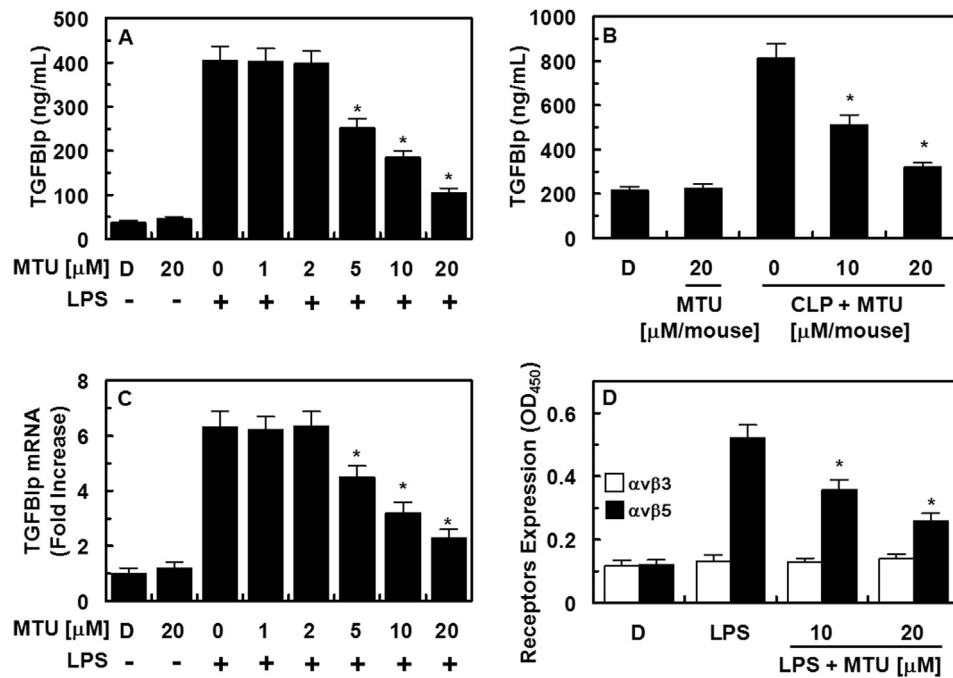 A
TGFBIp (ng/mL)
500
400
300
200
100
0
* * *
MTU [μM] D 20 0 1 2 5 10 20
LPS - - + + + + + +
B
TGFBIp (ng/mL)
1000
800
600
400
200
0
* *
D 20 0 10 20
MTU CLP + MTU
[μM/mouse] [μM/mouse]
C
TGFBIp mRNA
(Fold Increase)
8
6
4
2
0
* * *
MTU [μM] D 20 0 1 2 5 10 20
LPS - - + + + + + +
D
Receptors Expression (OD450)
0.6
0.4
0.2
0
αvβ3
αvβ5
* *
D LPS 10 20
LPS + MTU [μM]